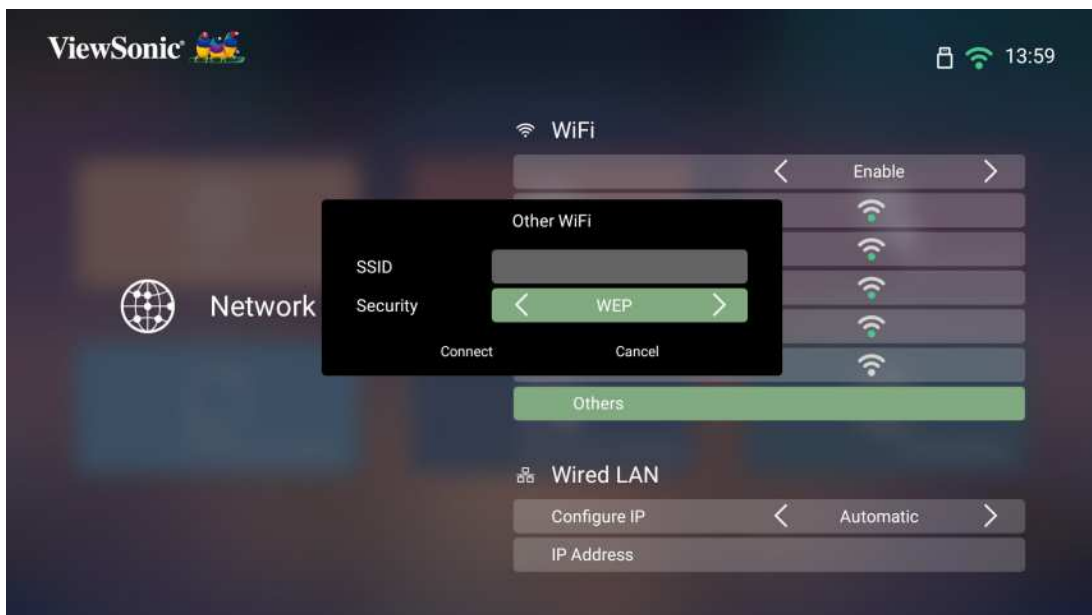 ViewSonic
13:59
WiFi
Enable
Other WiFi
SSID
Security WEP
Connect Cancel
Network
Others
Wired LAN
Configure IP Automatic
IP Address